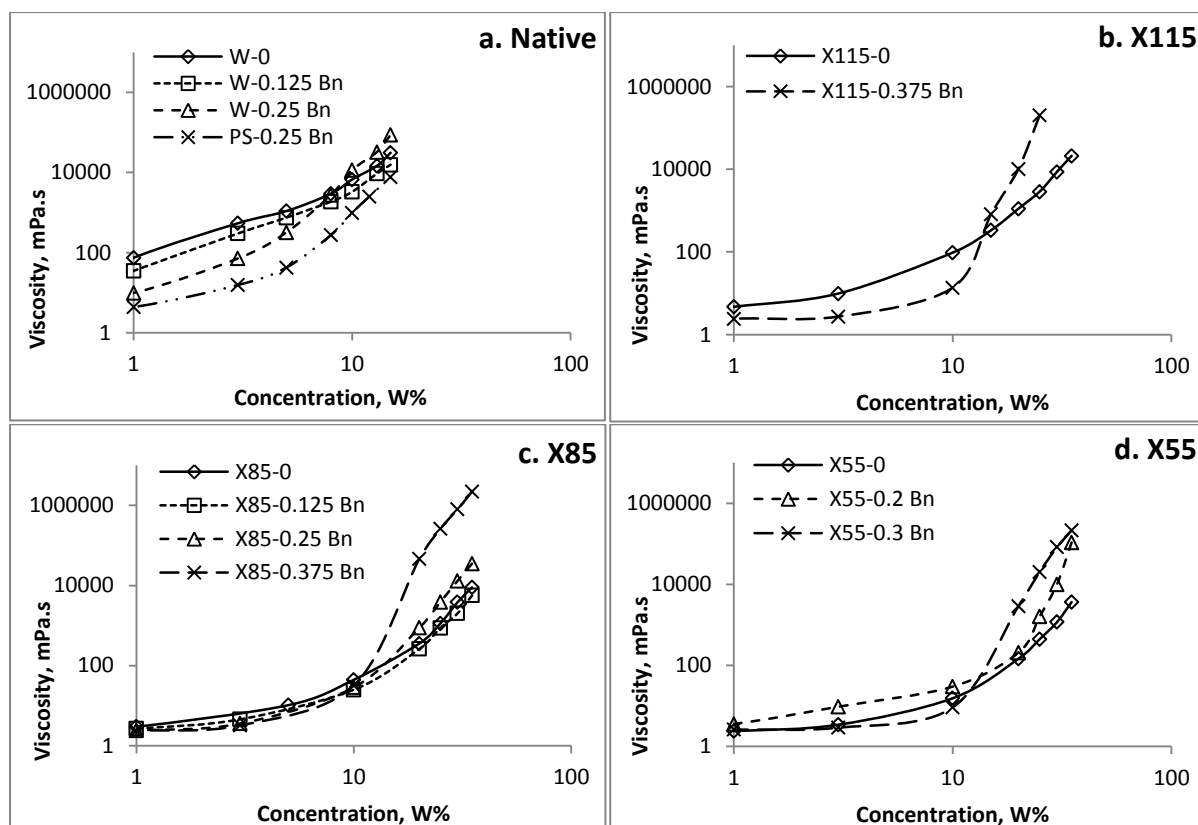 a. Native
W-0
W-0.125 Bn
W-0.25 Bn
PS-0.25 Bn
1000000
10000
100
1
1
10
100
Viscosity, mPa.s
Concentration, W%
b. X115
X115-0
X115-0.375 Bn
1000000
10000
100
1
1
10
100
Viscosity, mPa.s
Concentration, W%
c. X85
X85-0
X85-0.125 Bn
X85-0.25 Bn
X85-0.375 Bn
1000000
10000
100
1
1
10
100
Viscosity, mPa.s
Concentration, W%
d. X55
X55-0
X55-0.2 Bn
X55-0.3 Bn
1000000
10000
100
1
1
10
100
Viscosity, mPa.s
Concentration, W%